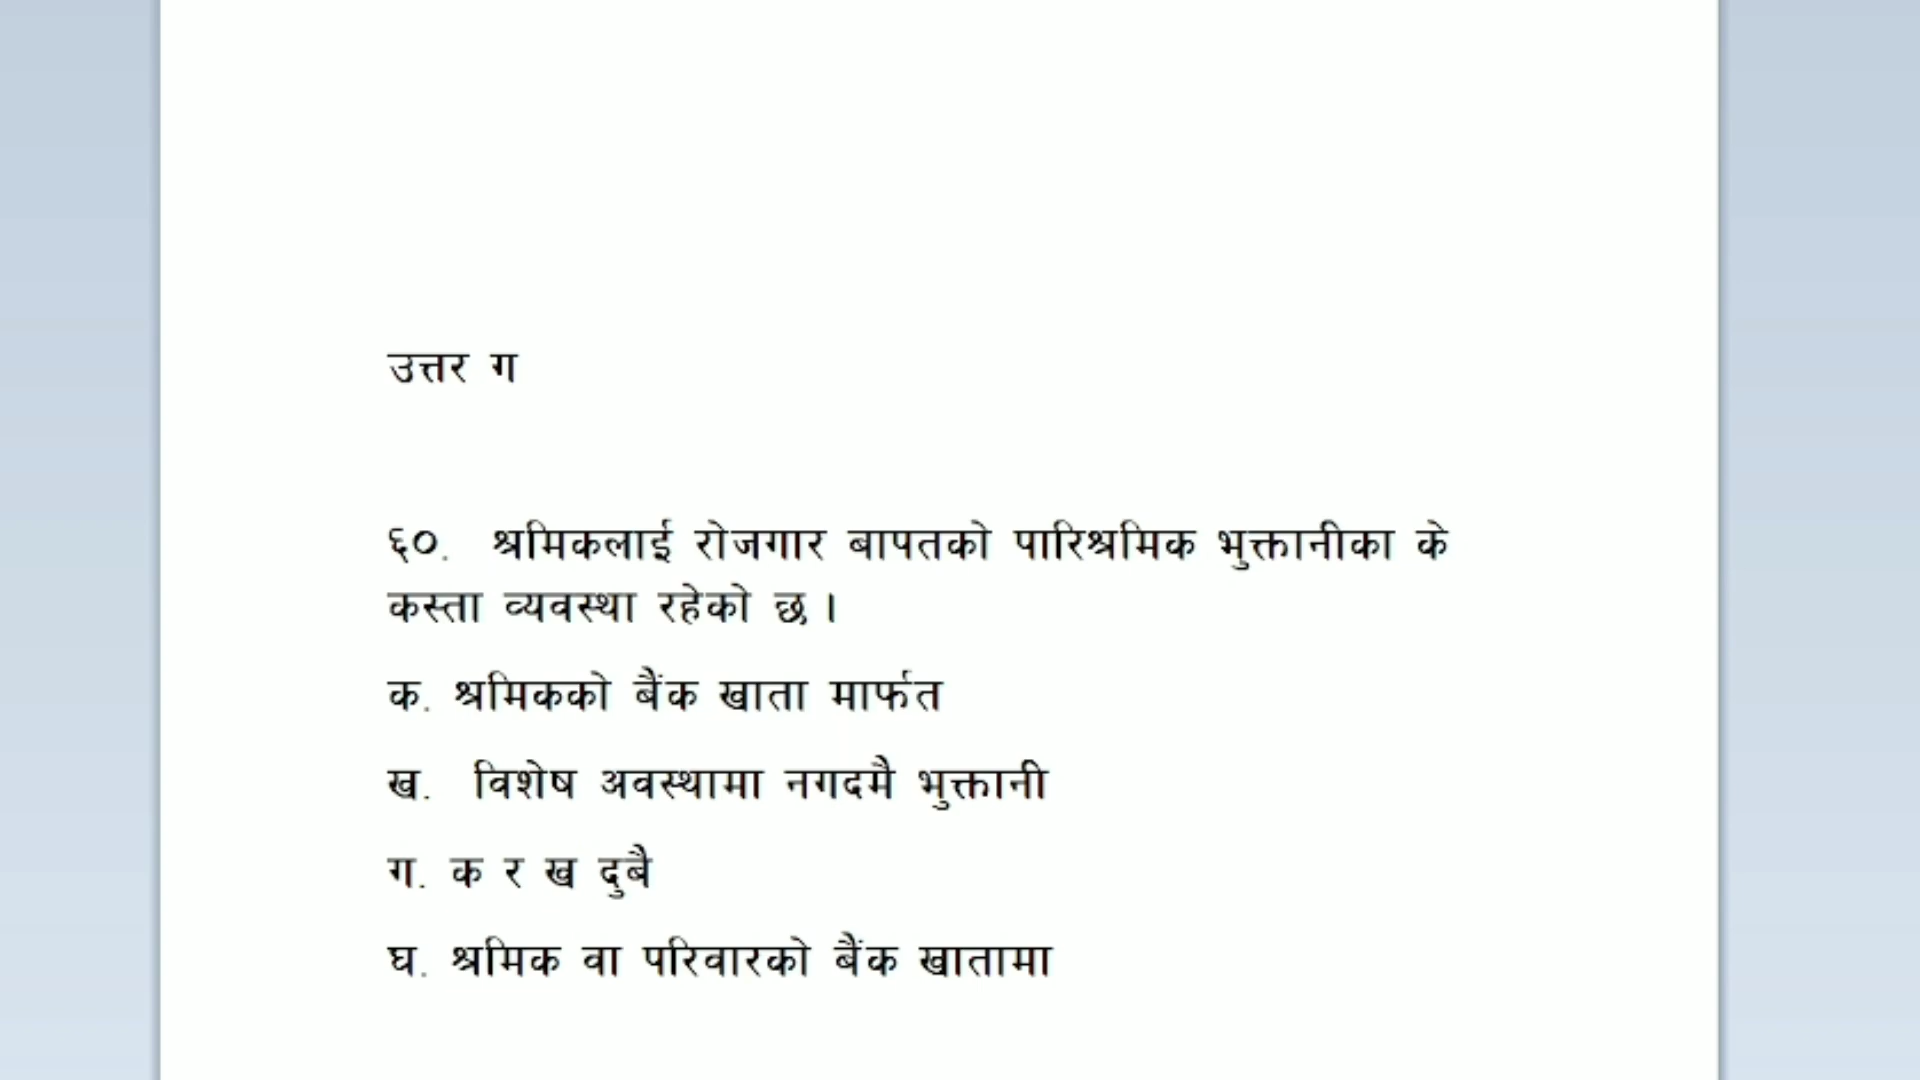 उत्तर ग
६०. श्रमिकलाई रोजगार बापतको पारिश्रमिक भुक्तानीका के
कस्ता व्यवस्था रहेको छ ।
क. श्रमिकको बैंक खाता मार्फत
ख. विशेष अवस्थामा नगदमै भुक्तानी
ग. क र ख दुबै
घ. श्रमिक वा परिवारको बैंक खातामा